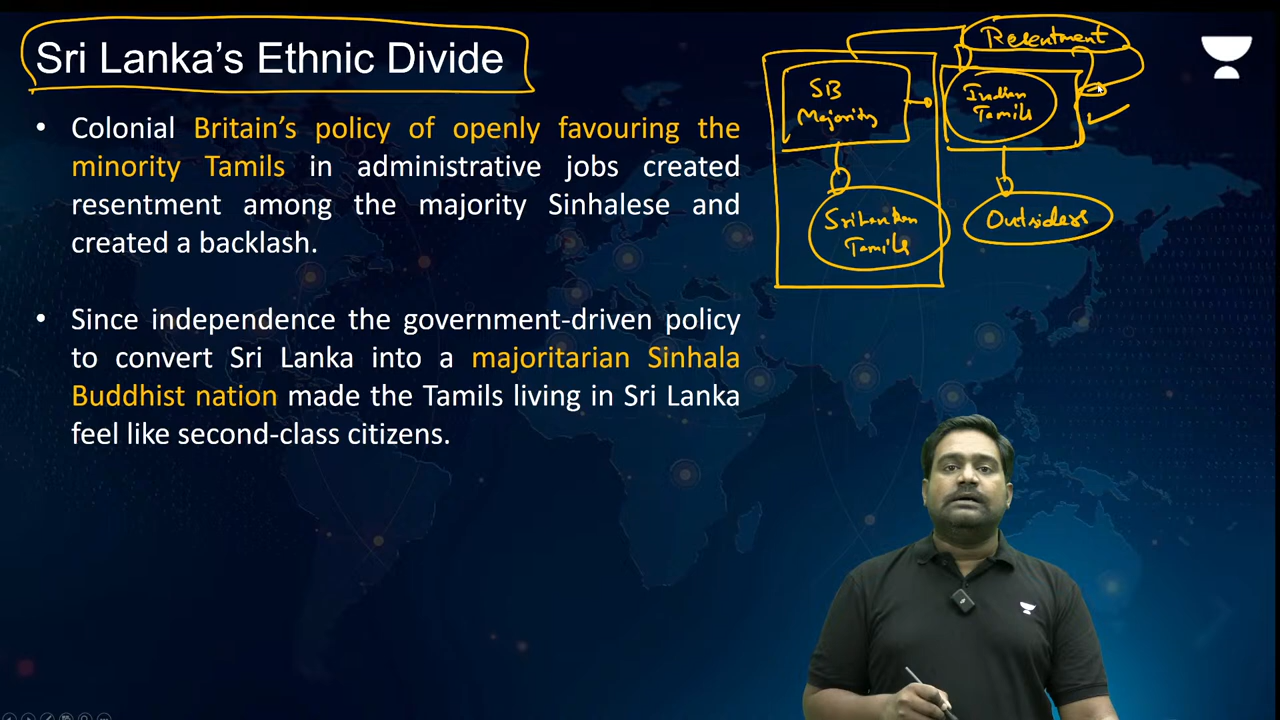 Sri Lanka's Ethnic Divide
• Colonial Britain's policy of openly favouring the
minority Tamils in administrative jobs created
resentment among the majority Sinhalese and
created a backlash.
• Since independence the government-driven policy
to convert Sri Lanka into a majoritarian Sinhala
Buddhist nation made the Tamils living in Sri Lanka
feel like second-class citizens.
Resentment
SB
Majority
Indian
Tamils
Sri Lankan
Tamils
Outsiders